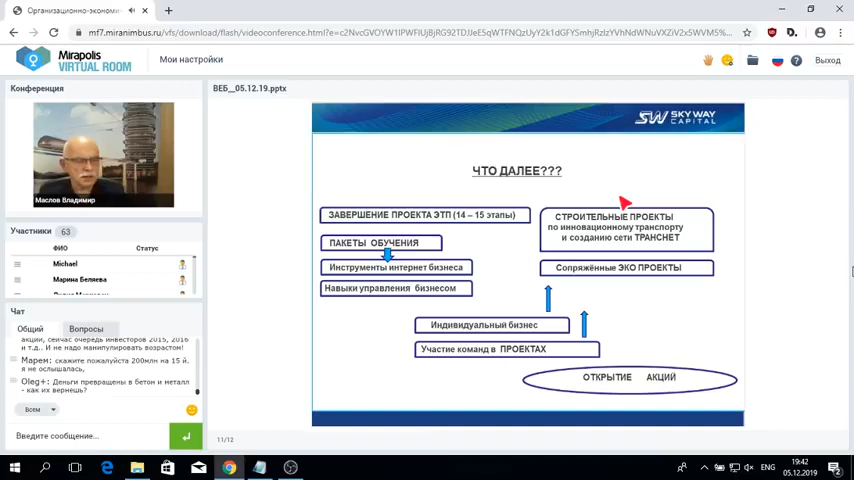 Организационно-эконом
mf7.miranimbus.ru/vfs/download/flash/videoconference.html?e=
Mirapolis
VIRTUAL ROOM
Мои настройки
Выход
Конференция
Маслов Владимир
Участники 63
ФИО Статус
Michael
Марина Беляева
Чат
Общий Вопросы
акции, сейчас очередь инвесторов 2015, 2016
и т.д.. И не надо манипулировать возрастом!
Марем: скажите пожалуйста 200млн на 15 й.
я не ослышалась,
Oleg+: Деньги превращены в бетон и металл
- как их вернешь?
Всем
Введите сообщение...
ВЕБ__05.12.19.pptx
SW SKY WAY
CAPITAL
ЧТО ДАЛЕЕ???
ЗАВЕРШЕНИЕ ПРОЕКТА ЭТП (14 – 15 этапы)
ПАКЕТЫ ОБУЧЕНИЯ
Инструменты интернет бизнеса
Навыки управления бизнесом
СТРОИТЕЛЬНЫЕ ПРОЕКТЫ
по инновационному транспорту
и созданию сети ТРАНСНЕТ
Сопряжённые ЭКО ПРОЕКТЫ
Индивидуальный бизнес
Участие команд в ПРОЕКТАХ
ОТКРЫТИЕ АКЦИЙ
11/12
ENG
19:42
05.12.2019
2